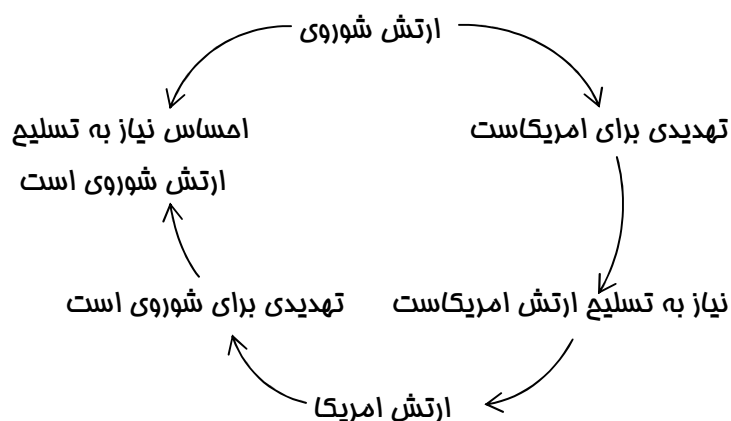 ارتش شوروی
تهدیدی برای امریکاست
احساس نیاز به تسلیح
ارتش شوروی است
نیاز به تسلیح ارتش امریکاست
تهدیدی برای شوروی است
ارتش امریکا